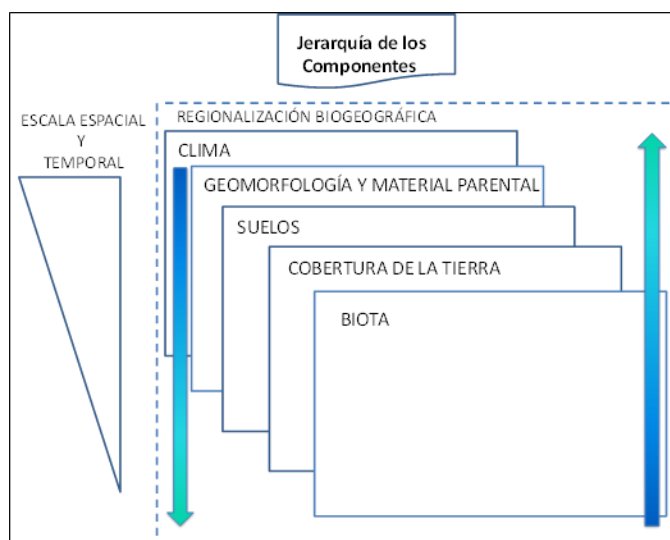 Jerarquía de los
Componentes
ESCALA ESPACIAL
Y
TEMPORAL
REGIONALIZACIÓN BIOGEOGRÁFICA
CLIMA
GEOMORFOLOGÍA Y MATERIAL PARENTAL
SUELOS
COBERTURA DE LA TIERRA
BIOTA